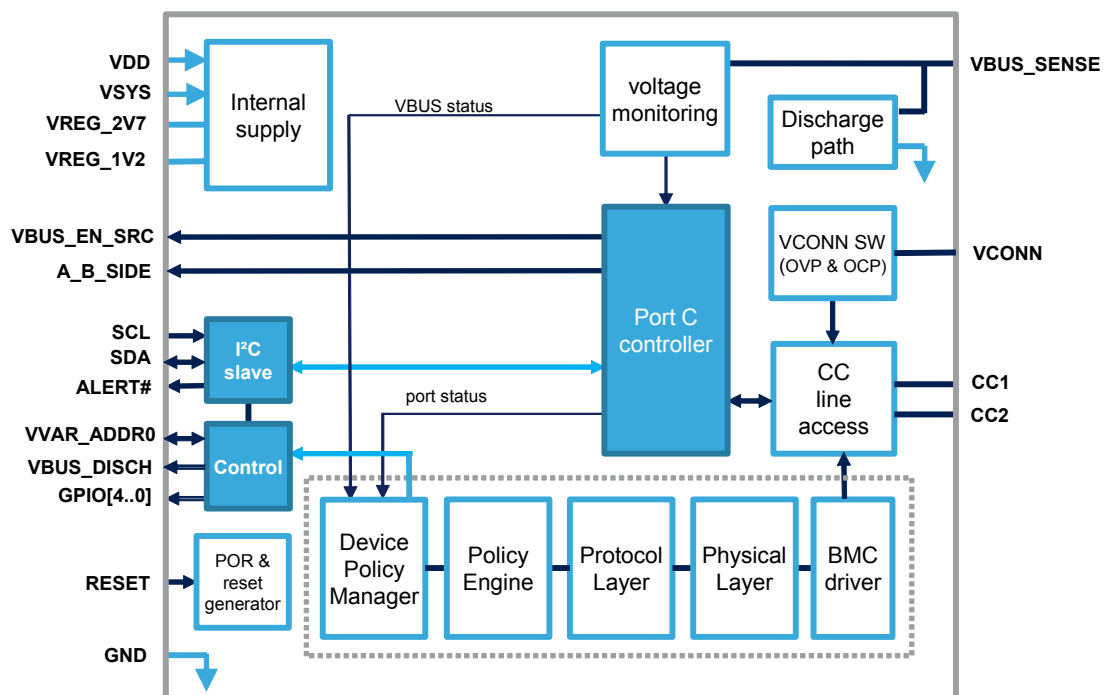 VDD
VSYS
VREG_2V7
VREG_1V2
Internal
supply
VBUS status
voltage
monitoring
VBUS_SENSE
Discharge
path
VBUS_EN_SRC
A_B_SIDE
Port C
controller
VCONN SW
(OVP & OCP)
VCONN
SCL
SDA
ALERT#
I²C
slave
port status
CC
line
access
CC1
CC2
VVAR_ADDR0
VBUS_DISCH
GPIO[4..0]
Control
RESET
POR &
reset
generator
Device
Policy
Manager
Policy
Engine
Protocol
Layer
Physical
Layer
BMC
driver
GND